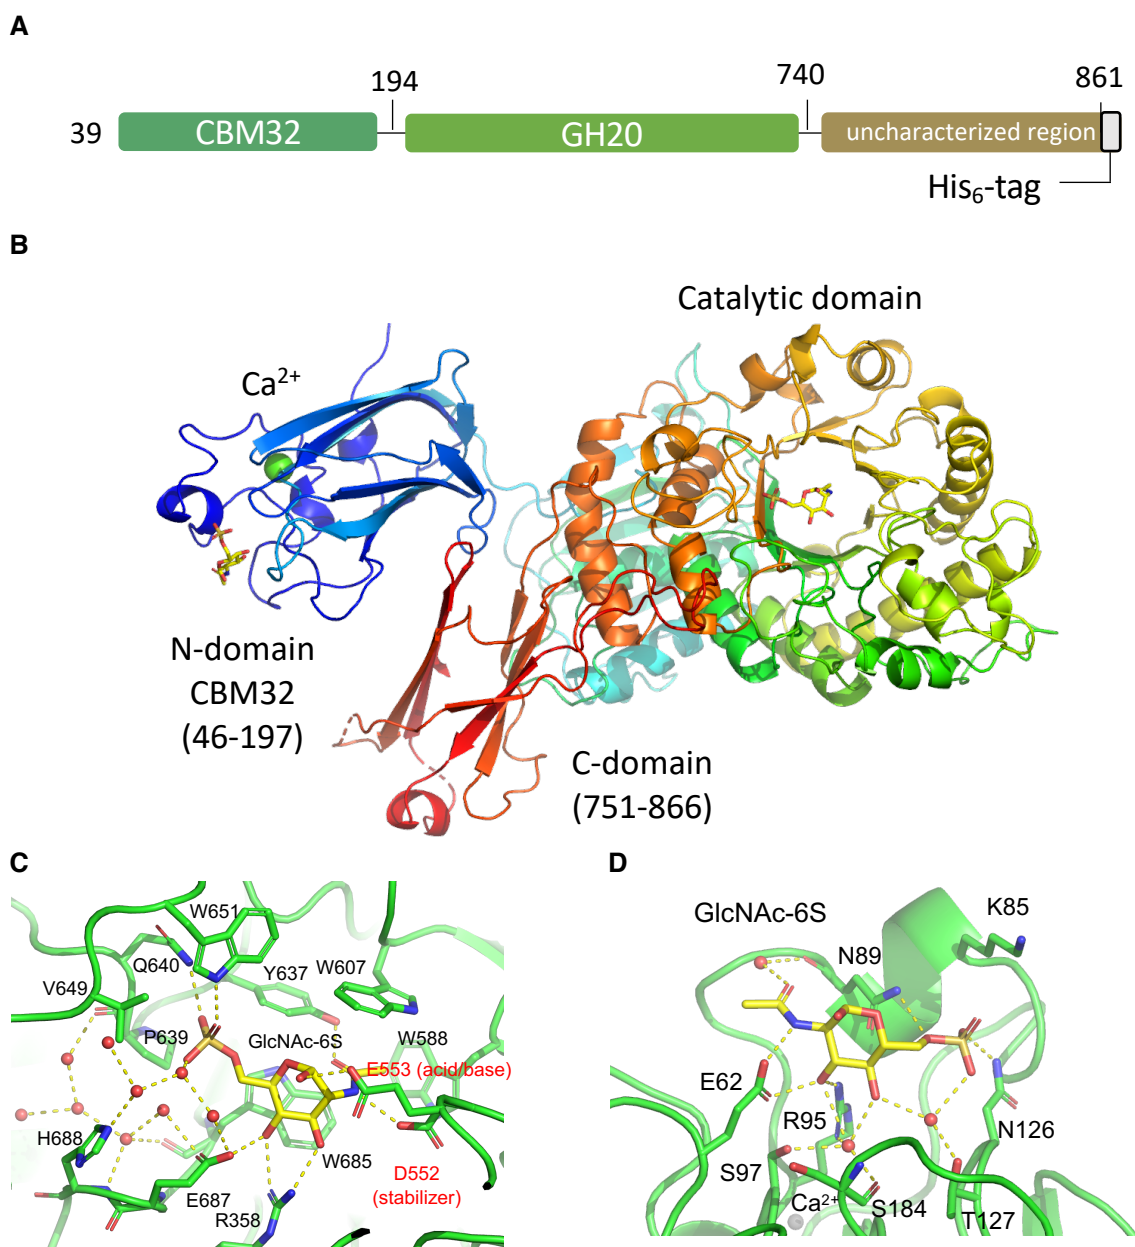 A
39
CBM32
194
GH20
740
uncharacterized region
861
His₆-tag
B
Catalytic domain
Ca²⁺
N-domain
CBM32
(46-197)
C-domain
(751-866)
C
W651
Q640
Y637
W607
V649
P639
GlcNAc-6S
W588
E553 (acid/base)
H688
W685
D552
(stabilizer)
E687
R358
D
GlcNAc-6S
K85
N89
E62
R95
N126
S97
Ca²⁺
S184
T127